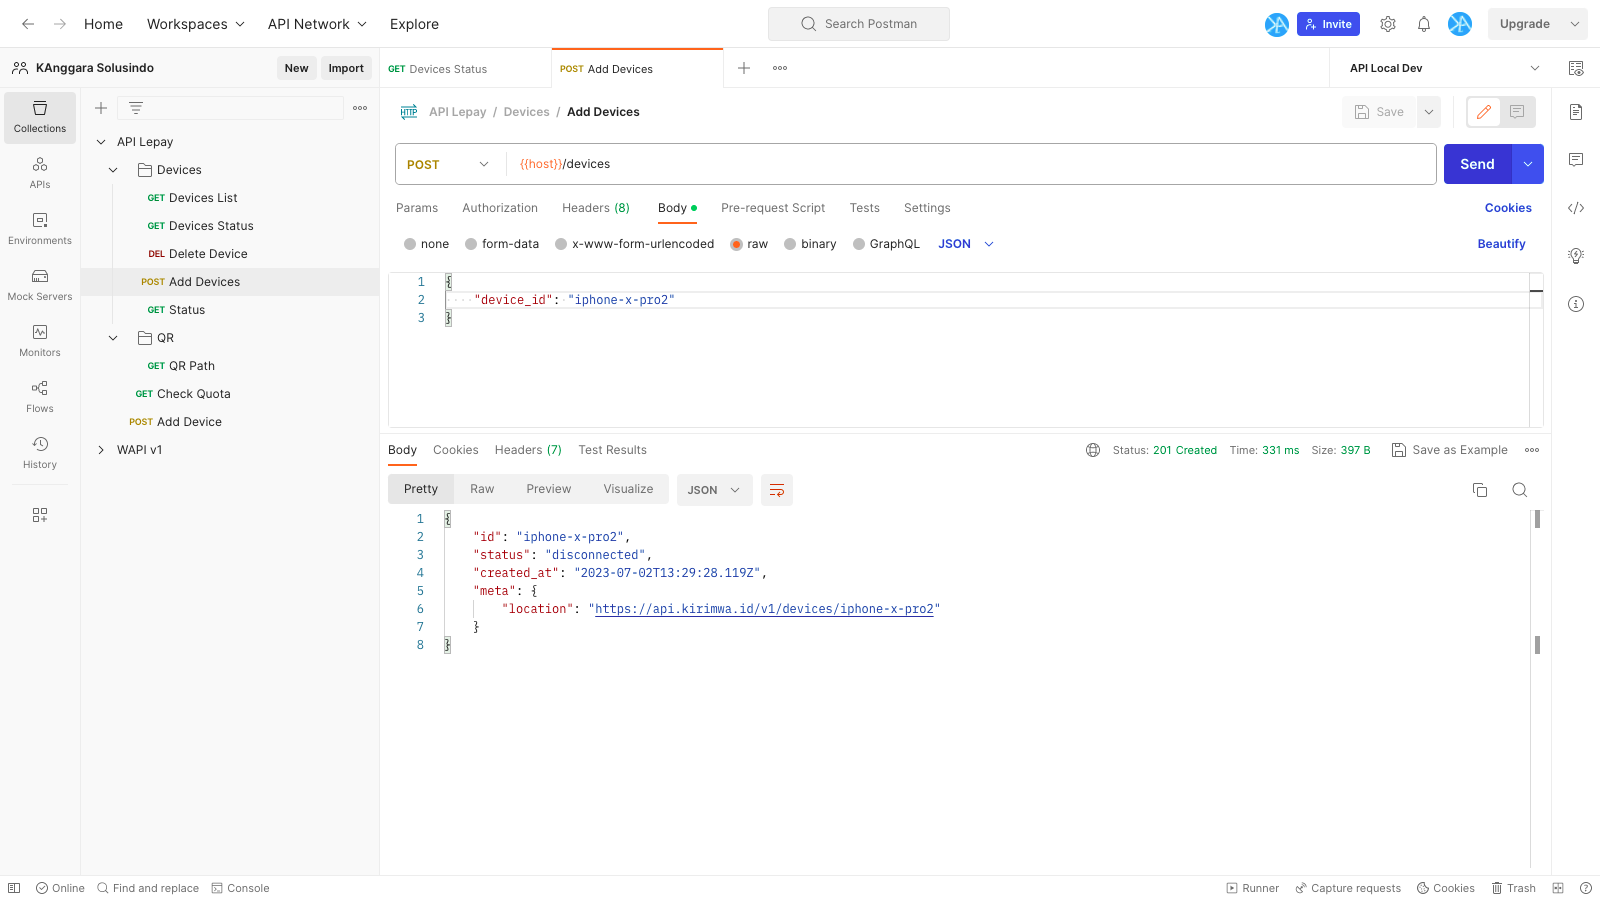 Home
Workspaces
API Network
Explore
Search Postman
Invite
Upgrade
KAnggara Solusindo
New
Import
GET Devices Status
POST Add Devices
API Local Dev
Collections
APIs
Environments
Mock Servers
Monitors
Flows
History
API Lepay
Devices
GET Devices List
GET Devices Status
DEL Delete Device
POST Add Devices
GET Status
QR
GET QR Path
GET Check Quota
POST Add Device
WAPI v1
HTTP API Lepay / Devices / Add Devices
Save
POST
{{host}}/devices
Send
Params
Authorization
Headers (8)
Body
Pre-request Script
Tests
Settings
Cookies
none
form-data
x-www-form-urlencoded
raw
binary
GraphQL
JSON
Beautify
1 {
2 ····"device_id":·"iphone-x-pro2"
3 }
Body
Cookies
Headers (7)
Test Results
Status: 201 Created
Time: 331 ms
Size: 397 B
Save as Example
Pretty
Raw
Preview
Visualize
JSON
1 {
2 "id": "iphone-x-pro2",
3 "status": "disconnected",
4 "created_at": "2023-07-02T13:29:28.119Z",
5 "meta": {
6 "location": "https://api.kirimwa.id/v1/devices/iphone-x-pro2"
7 }
8 }
Online
Find and replace
Console
Runner
Capture requests
Cookies
Trash